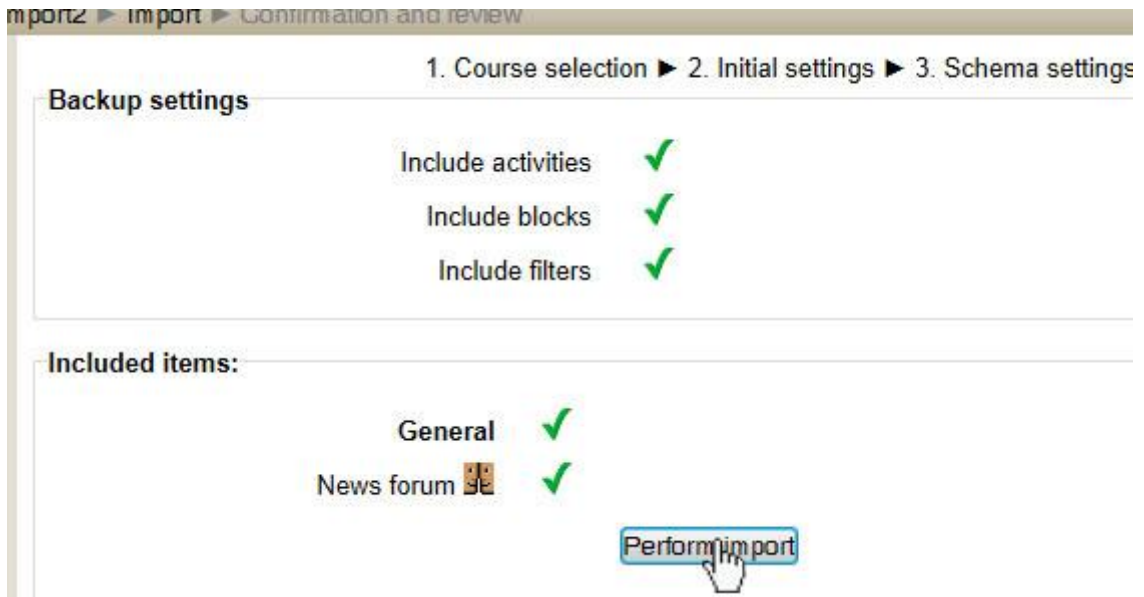 mport2 ► Import ► Confirmation and review
1. Course selection ► 2. Initial settings ► 3. Schema settings
Backup settings
Include activities
Include blocks
Include filters
Included items:
General
News forum
Perform import